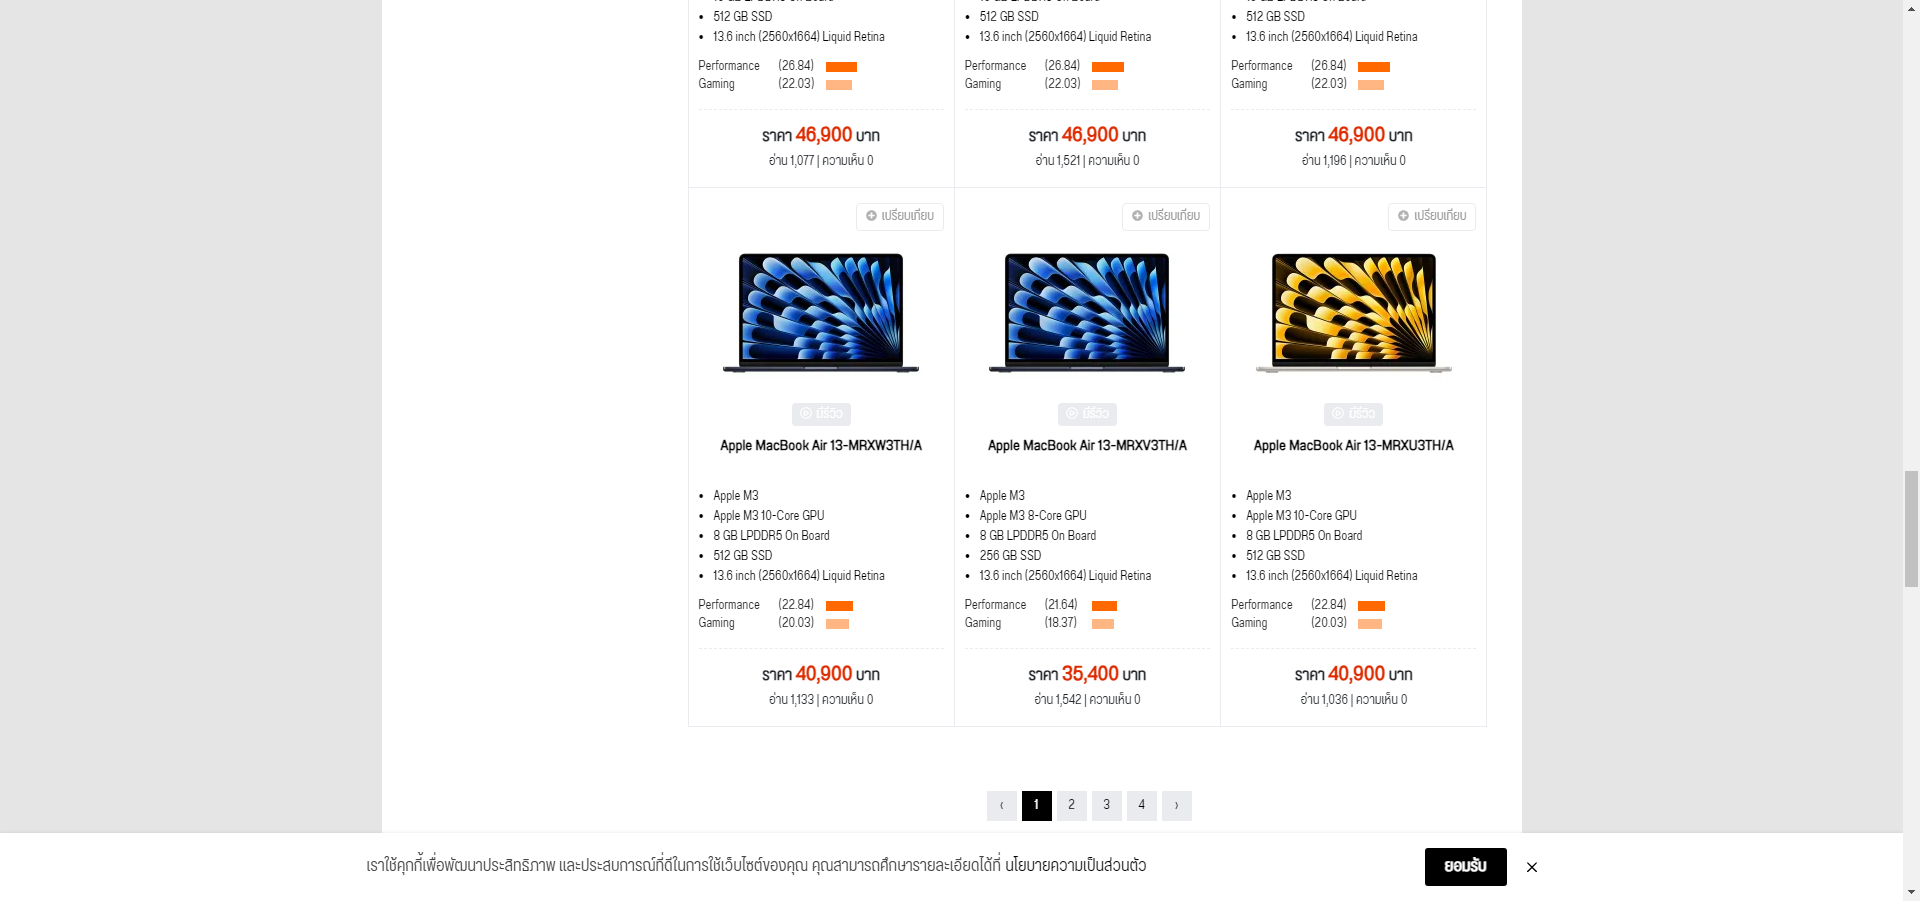 512 GB SSD
13.6 inch (2560x1664) Liquid Retina
Performance (26.84)
Gaming (22.03)
ราคา 46,900 บาท
อ่าน 1,077 | ความเห็น 0
512 GB SSD
13.6 inch (2560x1664) Liquid Retina
Performance (26.84)
Gaming (22.03)
ราคา 46,900 บาท
อ่าน 1,521 | ความเห็น 0
512 GB SSD
13.6 inch (2560x1664) Liquid Retina
Performance (26.84)
Gaming (22.03)
ราคา 46,900 บาท
อ่าน 1,196 | ความเห็น 0
เปรียบเทียบ
มีรีวิว
Apple MacBook Air 13-MRXW3TH/A
Apple M3
Apple M3 10-Core GPU
8 GB LPDDR5 On Board
512 GB SSD
13.6 inch (2560x1664) Liquid Retina
Performance (22.84)
Gaming (20.03)
ราคา 40,900 บาท
อ่าน 1,133 | ความเห็น 0
เปรียบเทียบ
มีรีวิว
Apple MacBook Air 13-MRXV3TH/A
Apple M3
Apple M3 8-Core GPU
8 GB LPDDR5 On Board
256 GB SSD
13.6 inch (2560x1664) Liquid Retina
Performance (21.64)
Gaming (18.37)
ราคา 35,400 บาท
อ่าน 1,542 | ความเห็น 0
เปรียบเทียบ
มีรีวิว
Apple MacBook Air 13-MRXU3TH/A
Apple M3
Apple M3 10-Core GPU
8 GB LPDDR5 On Board
512 GB SSD
13.6 inch (2560x1664) Liquid Retina
Performance (22.84)
Gaming (20.03)
ราคา 40,900 บาท
อ่าน 1,036 | ความเห็น 0
‹ 1 2 3 4 ›
เราใช้คุกกี้เพื่อพัฒนาประสิทธิภาพ และประสบการณ์ที่ดีในการใช้เว็บไซต์ของคุณ คุณสามารถศึกษารายละเอียดได้ที่ นโยบายความเป็นส่วนตัว
ยอมรับ ×